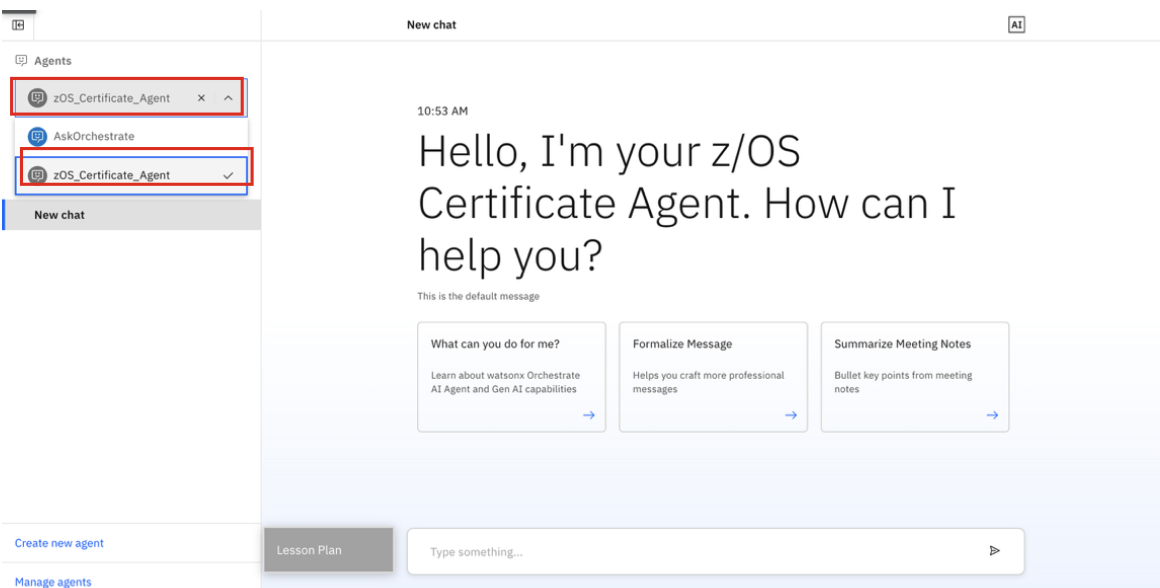 New chat
AI
Agents
zOS_Certificate_Agent
AskOrchestrate
zOS_Certificate_Agent
New chat
10:53 AM
Hello, I'm your z/OS
Certificate Agent. How can I
help you?
This is the default message
What can you do for me?
Learn about watsonx Orchestrate
AI Agent and Gen AI capabilities
Formalize Message
Helps you craft more professional
messages
Summarize Meeting Notes
Bullet key points from meeting
notes
Create new agent
Manage agents
Lesson Plan
Type something...